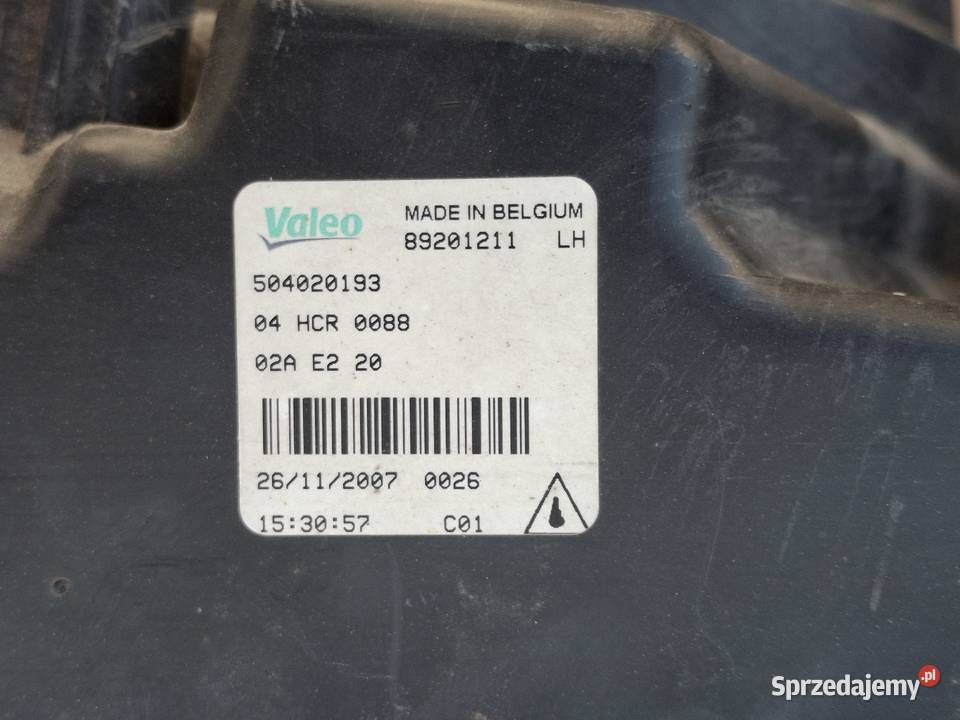 Valeo
MADE IN BELGIUM
89201211 LH
504020193
04 HCR 0088
02A E2 20
26/11/2007 0026
15:30:57 C01
Sprzedajemy.pl